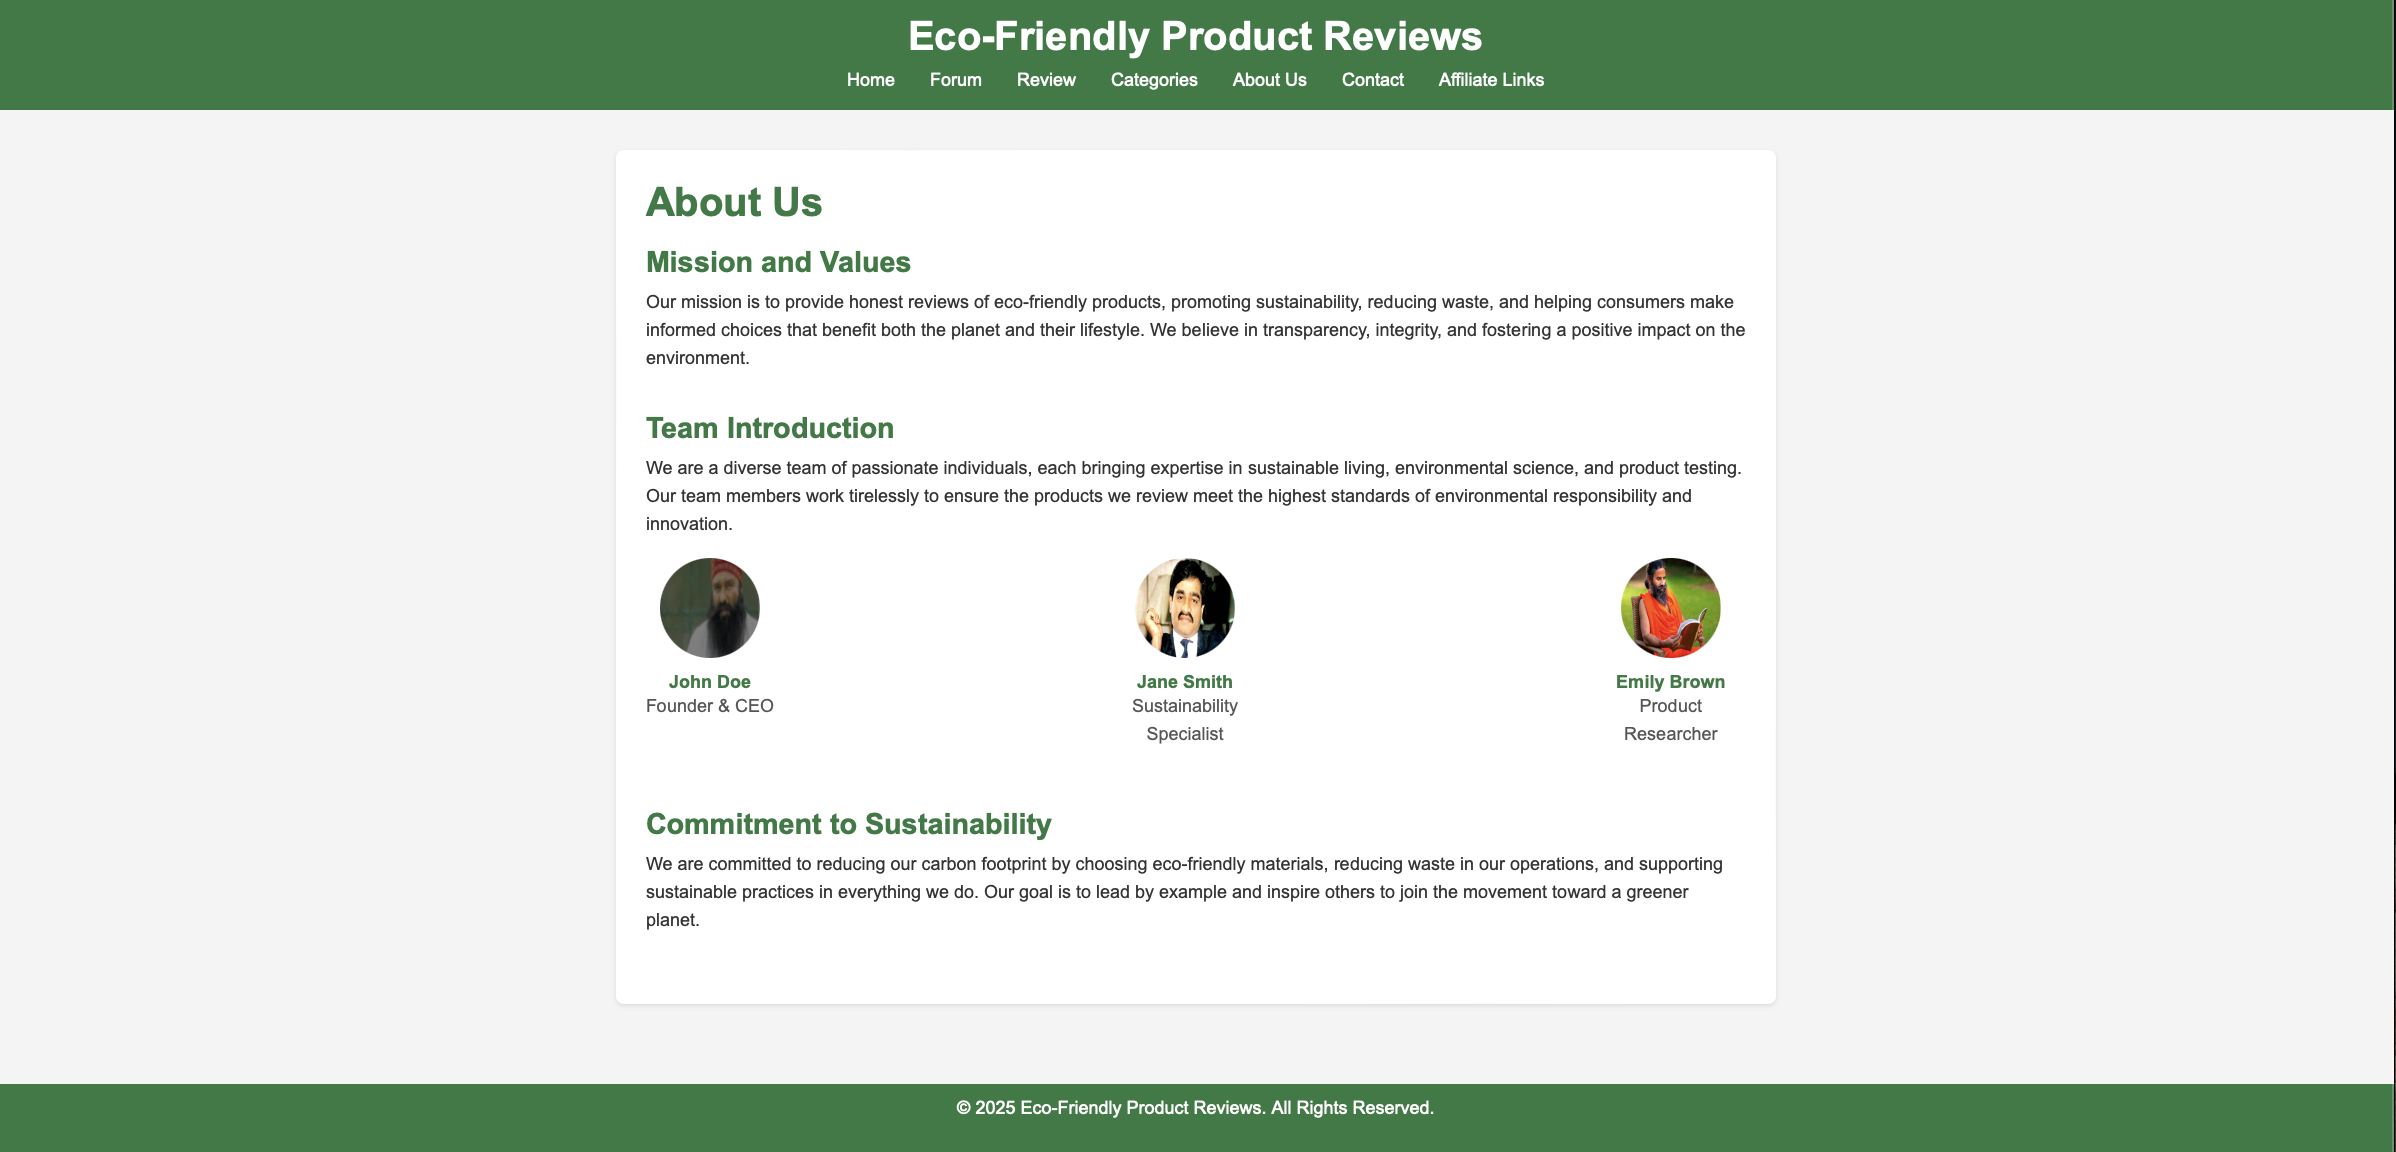 Eco-Friendly Product Reviews
Home Forum Review Categories About Us Contact Affiliate Links
About Us
Mission and Values
Our mission is to provide honest reviews of eco-friendly products, promoting sustainability, reducing waste, and helping consumers make
informed choices that benefit both the planet and their lifestyle. We believe in transparency, integrity, and fostering a positive impact on the
environment.
Team Introduction
We are a diverse team of passionate individuals, each bringing expertise in sustainable living, environmental science, and product testing.
Our team members work tirelessly to ensure the products we review meet the highest standards of environmental responsibility and
innovation.
John Doe
Founder & CEO
Jane Smith
Sustainability
Specialist
Emily Brown
Product
Researcher
Commitment to Sustainability
We are committed to reducing our carbon footprint by choosing eco-friendly materials, reducing waste in our operations, and supporting
sustainable practices in everything we do. Our goal is to lead by example and inspire others to join the movement toward a greener
planet.
© 2025 Eco-Friendly Product Reviews. All Rights Reserved.